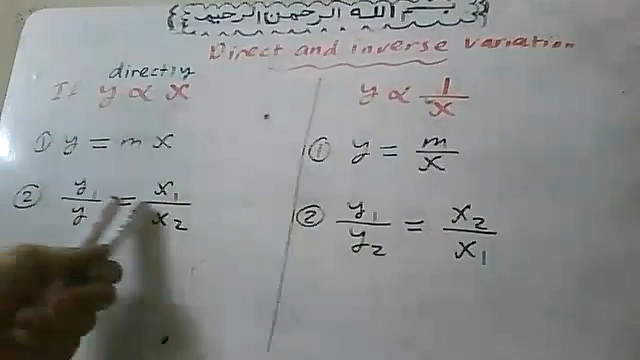 بسم الله الرحمن الرحيم
Direct and inverse variation
directly
If y ∝ x
① y = m x
② y₁/y = x₁/x₂
y ∝ 1/x
① y = m/x
② y₁/y₂ = x₂/x₁